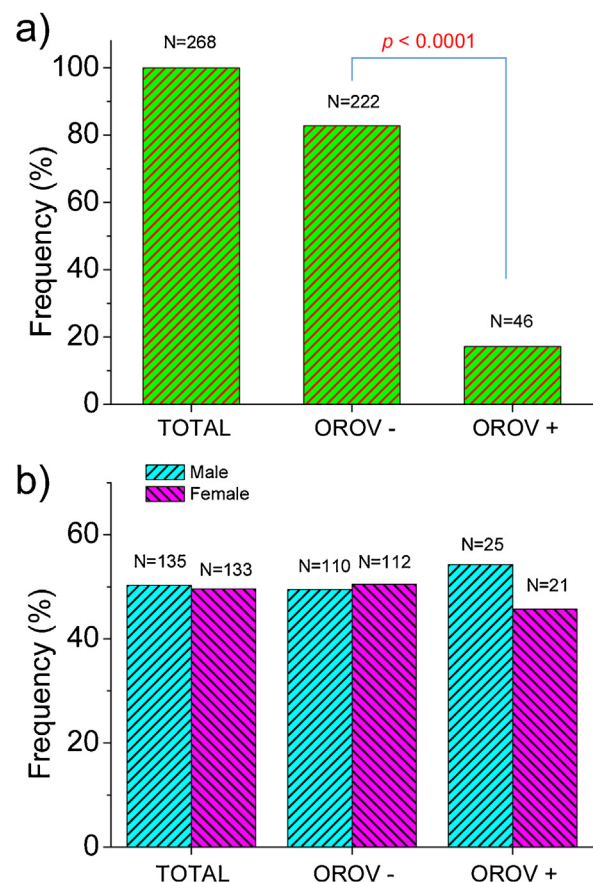 a)
N=268
p < 0.0001
N=222
N=46
Frequency (%)
100
80
60
40
20
0
TOTAL OROV - OROV +
b)
Male
Female
N=135 N=133 N=110 N=112 N=25 N=21
Frequency (%)
60
40
20
0
TOTAL OROV - OROV +